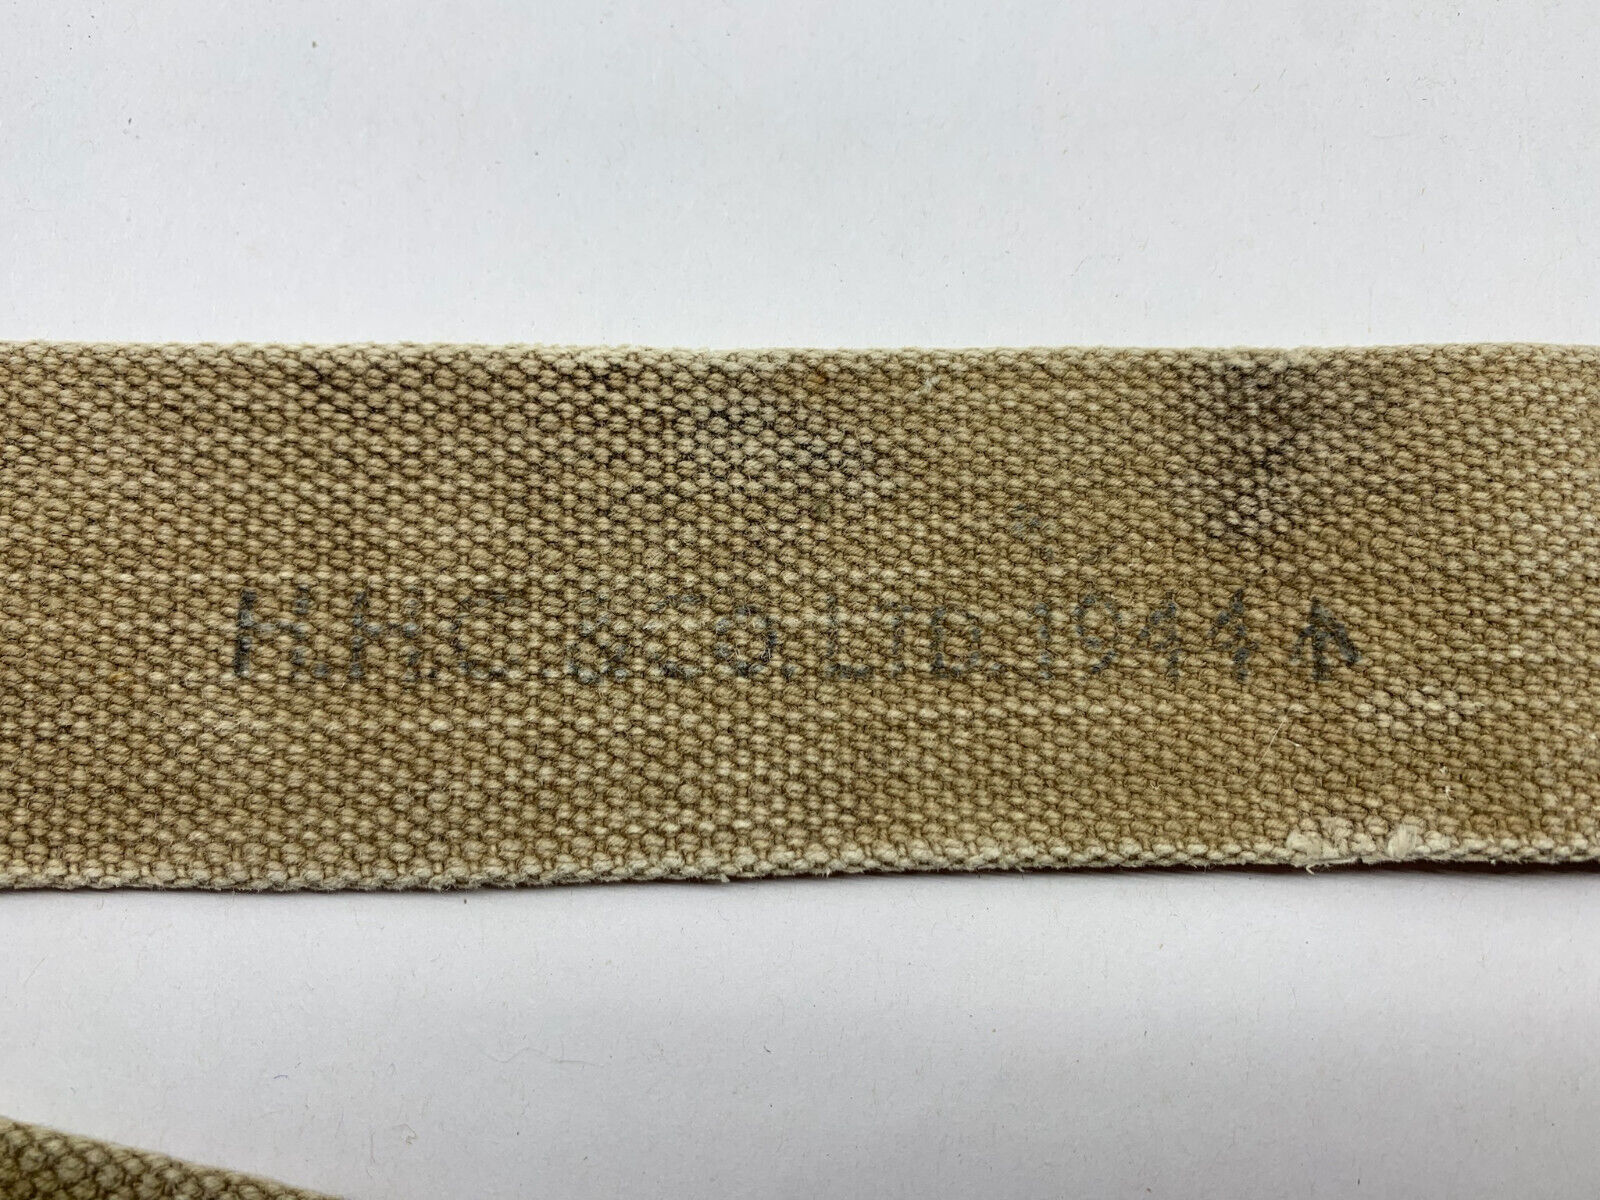 H.H.C. & CO. LTD. 1944 ↑